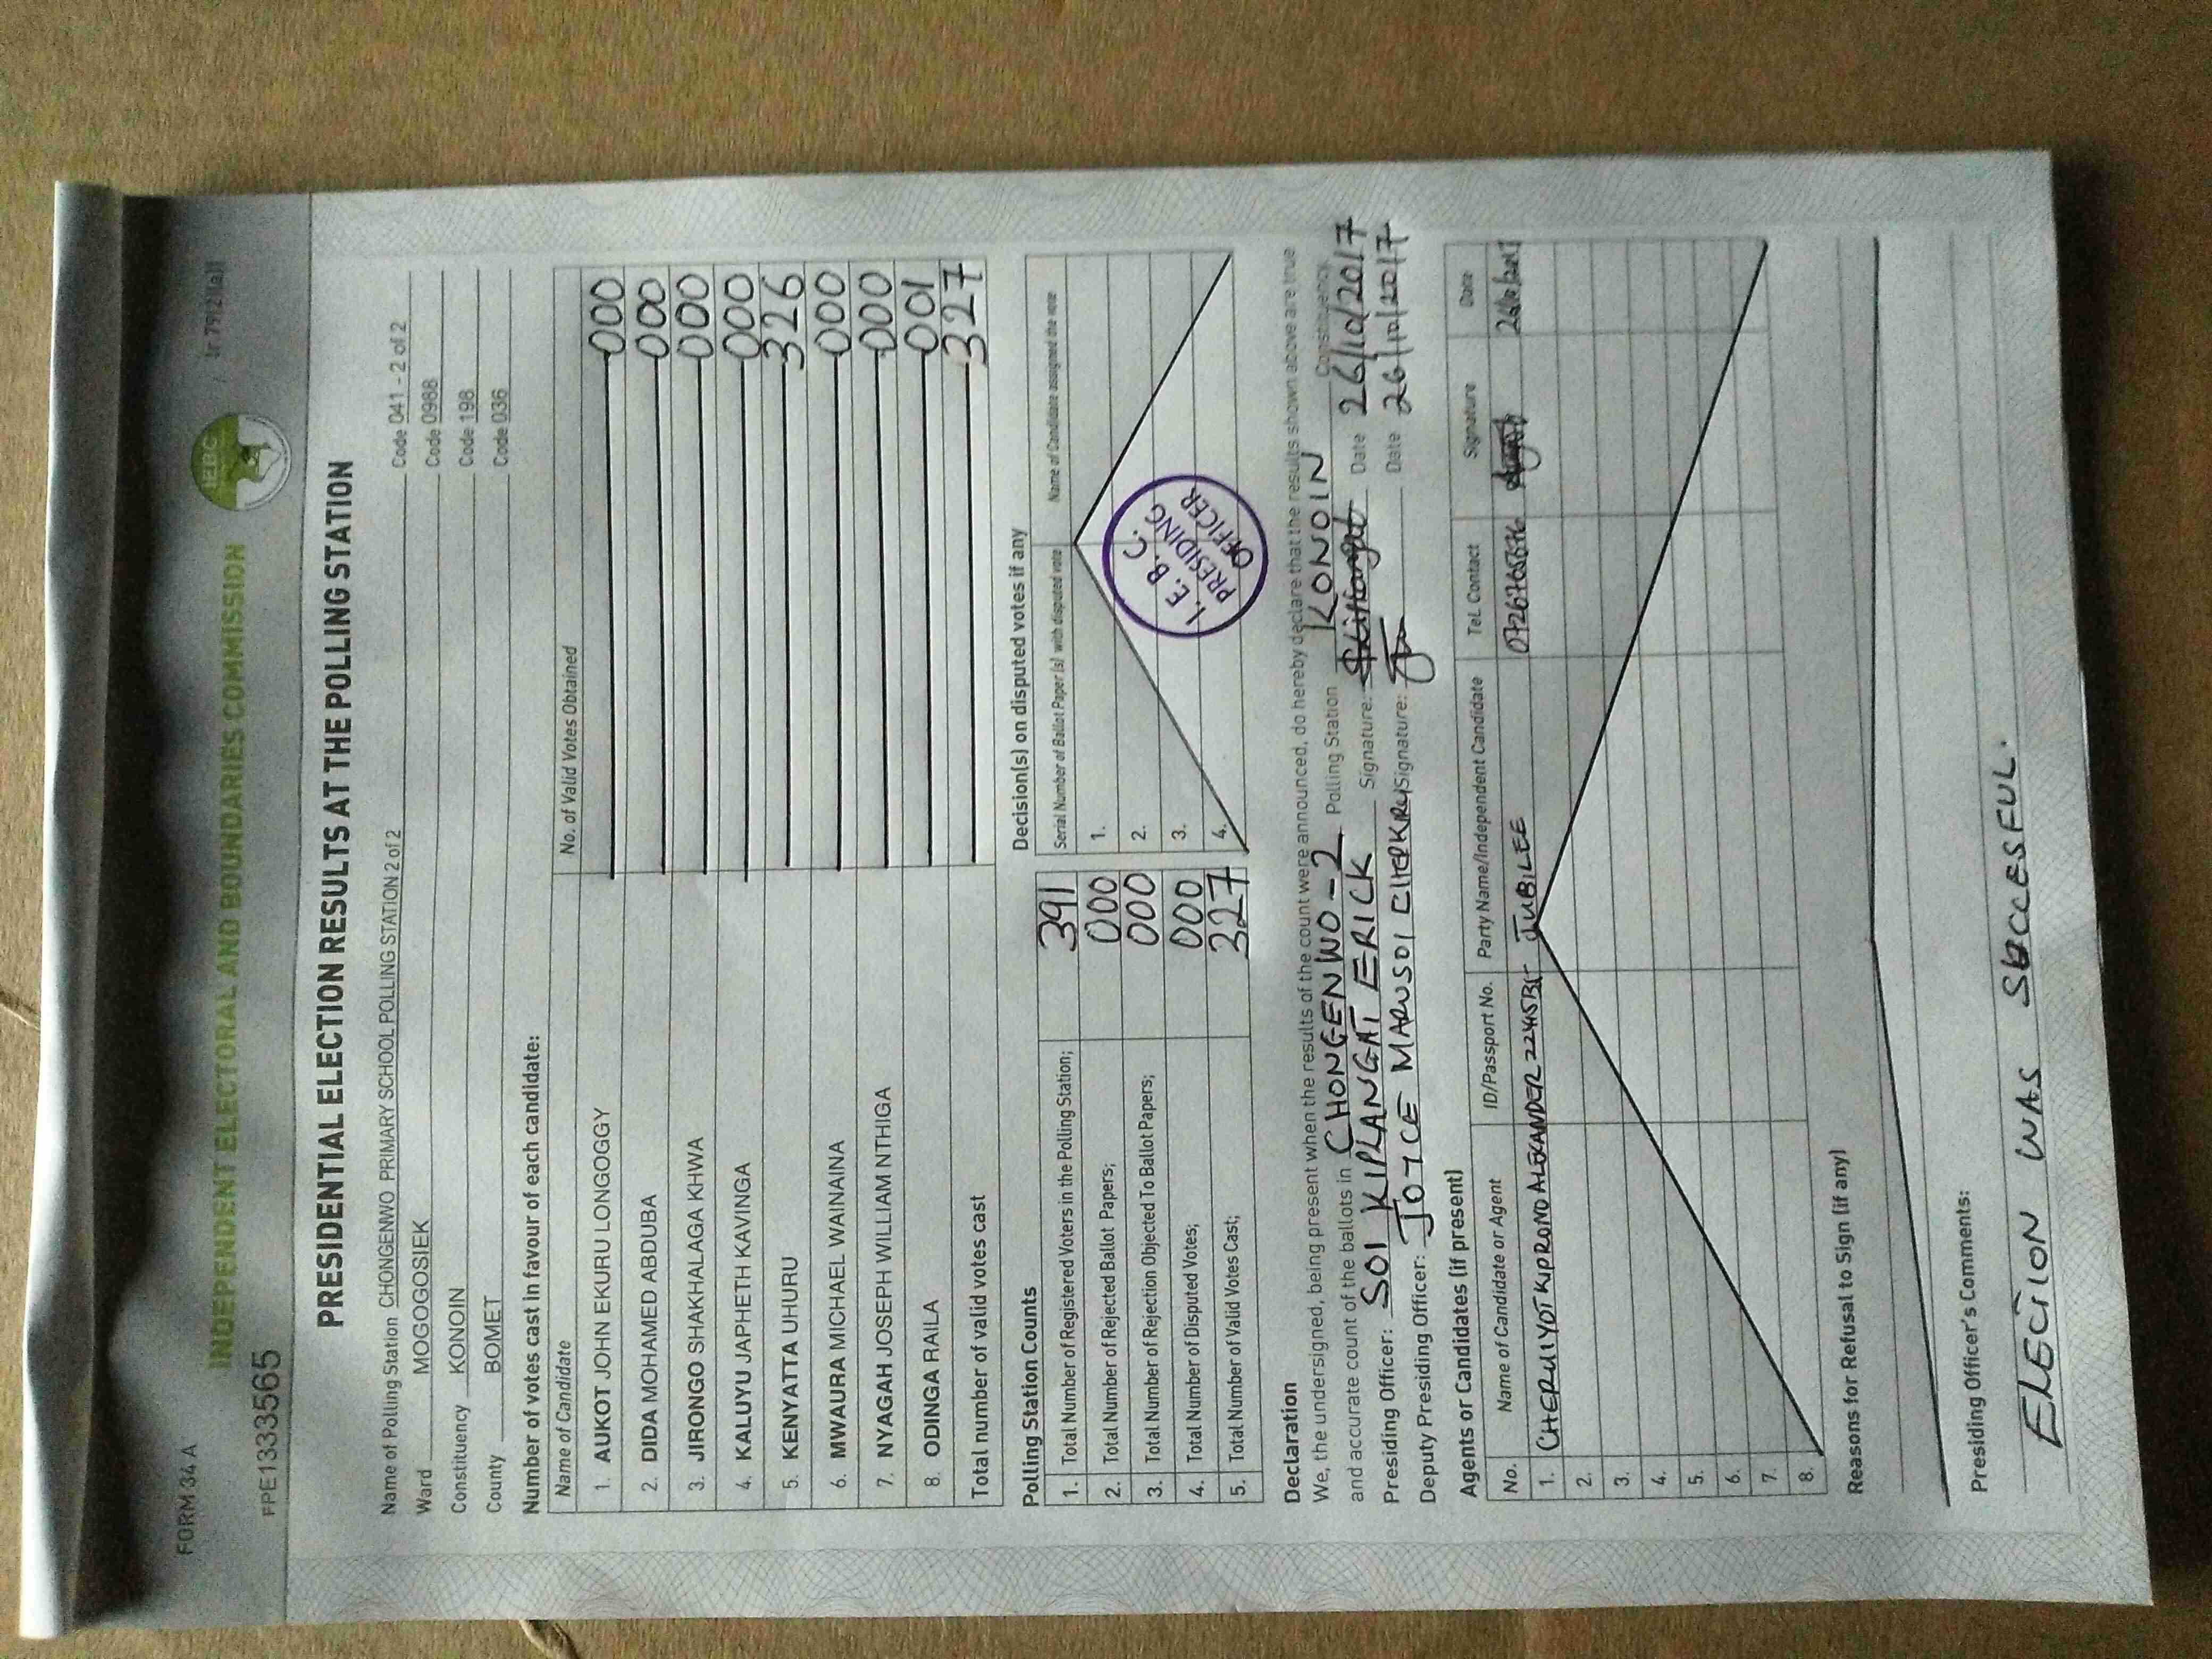 FORM 34 A
INDEPENDENT ELECTORAL AND BOUNDARIES COMMISSION
IEBC
FPE1333565
PRESIDENTIAL ELECTION RESULTS AT THE POLLING STATION
Name of Polling Station CHONGENWO PRIMARY SCHOOL POLLING STATION 2 of 2 Code 041 - 2 of 2
Ward MOGOGOSIEK Code 0988
Constituency KONOIN Code 198
County BOMET Code 036
Number of votes cast in favour of each candidate:
Name of Candidate No. of Valid Votes Obtained
1. AUKOT JOHN EKURU LONGOGGY 000
2. DIDA MOHAMED ABDUBA 000
3. JIRONGO SHAKHALAGA KHWA 000
4. KALUYU JAPHETH KAVINGA 000
5. KENYATTA UHURU 326
6. MWAURA MICHAEL WAINAINA 000
7. NYAGAH JOSEPH WILLIAM NTHIGA 000
8. ODINGA RAILA 001
Total number of valid votes cast 327
Polling Station Counts
1. Total Number of Registered Voters in the Polling Station; 391
2. Total Number of Rejected Ballot Papers; 000
3. Total Number of Rejection Objected To Ballot Papers; 000
4. Total Number of Disputed Votes; 000
5. Total Number of Valid Votes Cast; 327
Decision(s) on disputed votes if any
Serial Number of Ballot Paper (s) with disputed vote Name of Candidate assigned the vote
1.
2.
3.
4.
I. E. B. C.
PRESIDING
OFFICER
Declaration
We, the undersigned, being present when the results of the count were announced, do hereby declare that the results shown above are true
and accurate count of the ballots in CHONGENWO-2 Polling Station KONOIN Constituency
Presiding Officer: SOI KIPLANGAT ERICK Signature: Date 26/10/2017
Deputy Presiding Officer: JOYCE Signature: Date 26/10/2017
Agents or Candidates (if present)
No. Name of Candidate or Agent ID/Passport No. Party Name/Independent Candidate Tel. Contact Signature Date
1. CHERUIYOT KIPRONO ALEXANDER JUBILEE 26/10/2017
2.
3.
4.
5.
6.
7.
8.
Reasons for Refusal to Sign (if any)
Presiding Officer's Comments:
ELECTION WAS SUCCESFUL.